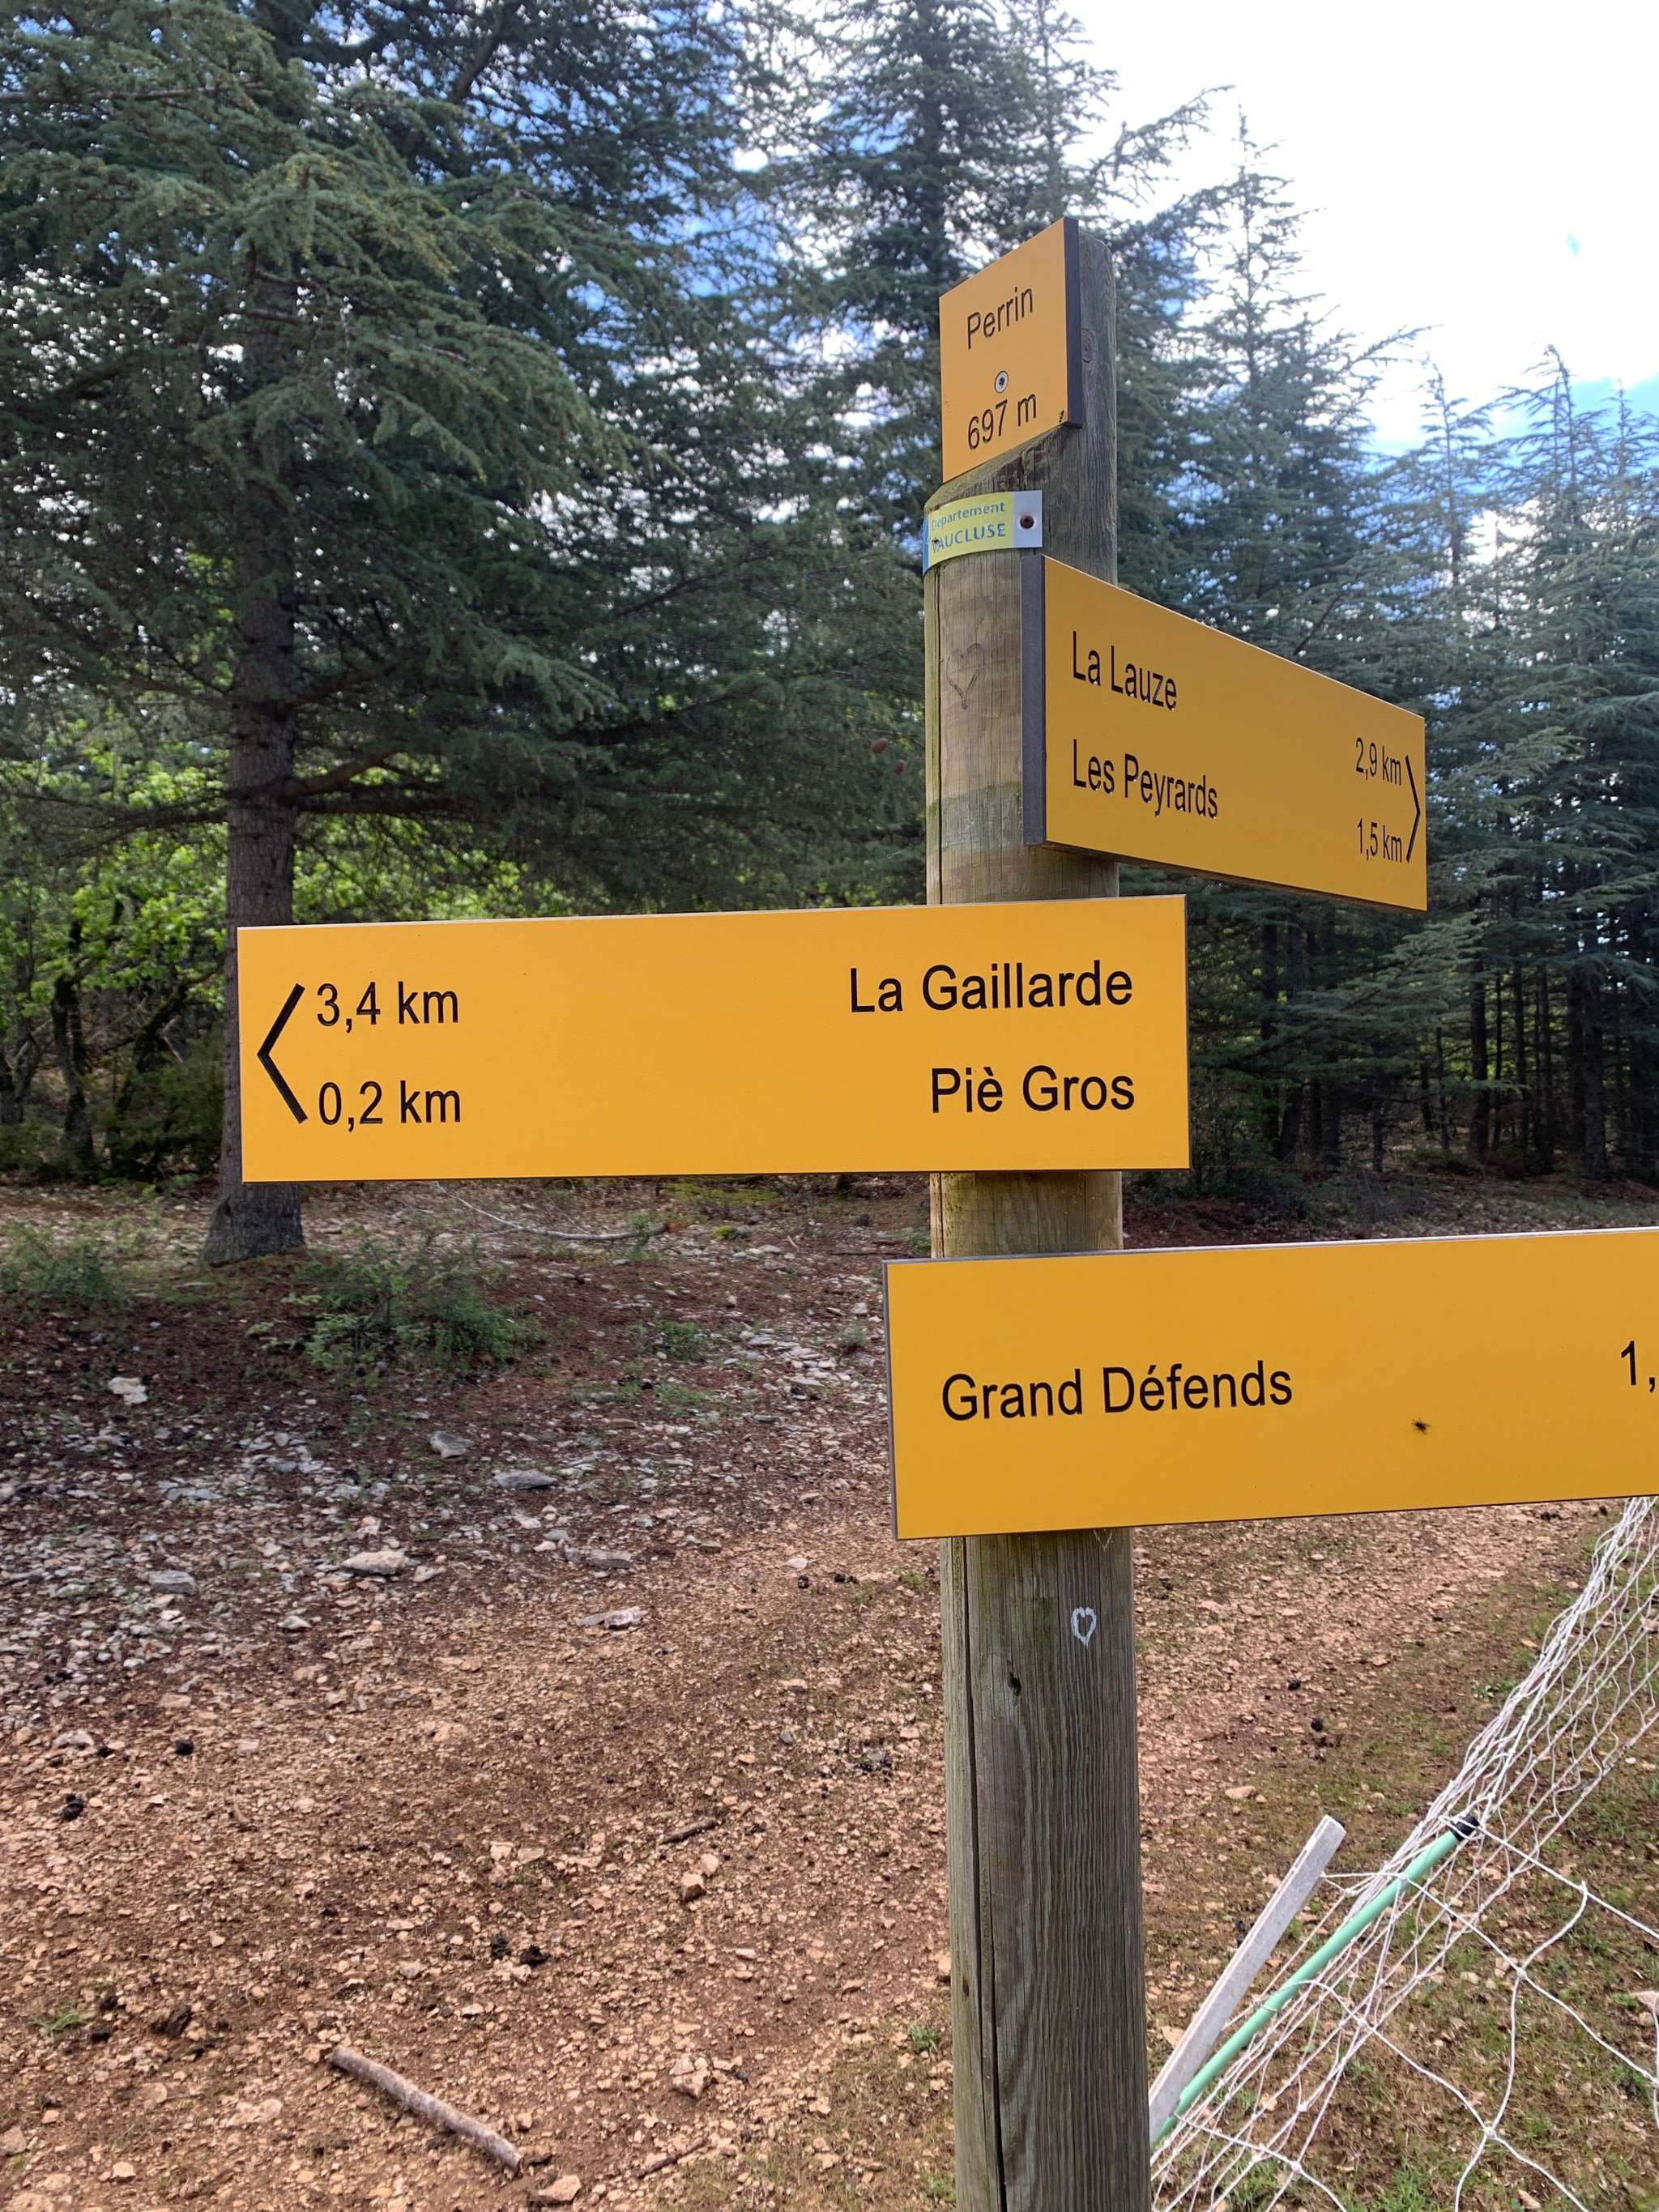 Perrin
697 m
Département
VAUCLUSE
La Lauze 2,9 km
Les Peyrards 1,5 km
3,4 km La Gaillarde
0,2 km Piè Gros
Grand Défends 1,